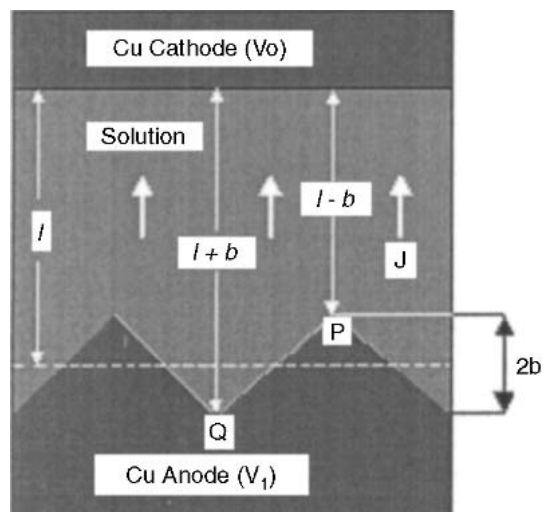 Cu Cathode (Vo)
Solution
l
l + b
l - b
J
P
2b
Q
Cu Anode (V₁)